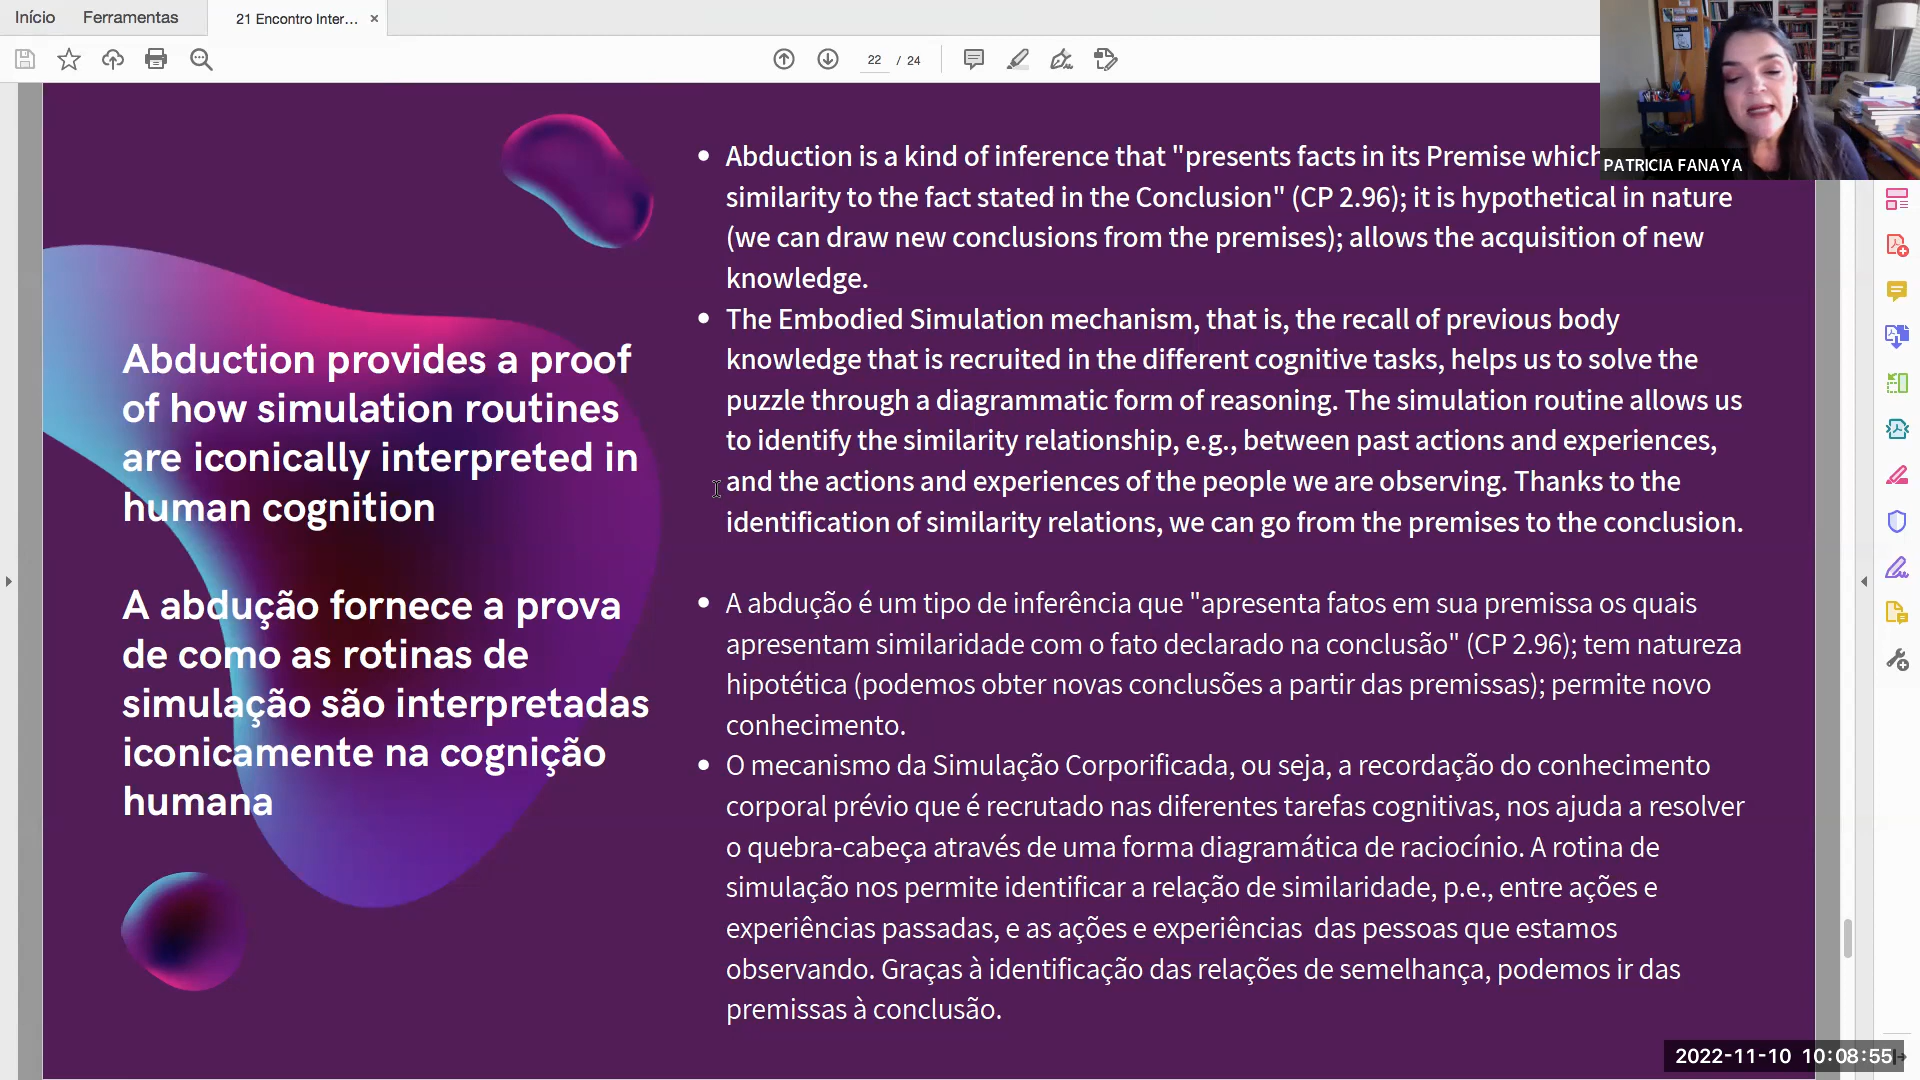 Início Ferramentas 21 Encontro Inter... ×
22 / 24
PATRICIA FANAYA
Abduction provides a proof
of how simulation routines
are iconically interpreted in
human cognition
A abdução fornece a prova
de como as rotinas de
simulação são interpretadas
iconicamente na cognição
humana
• Abduction is a kind of inference that "presents facts in its Premise which
similarity to the fact stated in the Conclusion" (CP 2.96); it is hypothetical in nature
(we can draw new conclusions from the premises); allows the acquisition of new
knowledge.
• The Embodied Simulation mechanism, that is, the recall of previous body
knowledge that is recruited in the different cognitive tasks, helps us to solve the
puzzle through a diagrammatic form of reasoning. The simulation routine allows us
to identify the similarity relationship, e.g., between past actions and experiences,
and the actions and experiences of the people we are observing. Thanks to the
identification of similarity relations, we can go from the premises to the conclusion.
• A abdução é um tipo de inferência que "apresenta fatos em sua premissa os quais
apresentam similaridade com o fato declarado na conclusão" (CP 2.96); tem natureza
hipotética (podemos obter novas conclusões a partir das premissas); permite novo
conhecimento.
• O mecanismo da Simulação Corporificada, ou seja, a recordação do conhecimento
corporal prévio que é recrutado nas diferentes tarefas cognitivas, nos ajuda a resolver
o quebra-cabeça através de uma forma diagramática de raciocínio. A rotina de
simulação nos permite identificar a relação de similaridade, p.e., entre ações e
experiências passadas, e as ações e experiências  das pessoas que estamos
observando. Graças à identificação das relações de semelhança, podemos ir das
premissas à conclusão.
2022-11-10 10:08:55